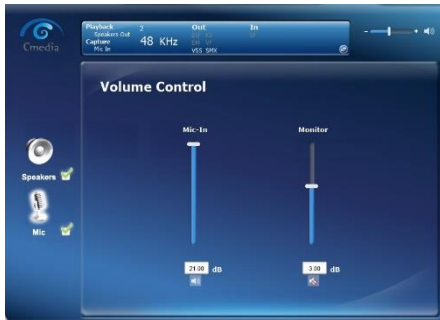 Cmedia
Playback 2 Out In
Speakers Out
Capture 48 KHz
Mic In
VSS SMX
Volume Control
Mic-In Monitor
Speakers
Mic
21.00 dB 3.00 dB